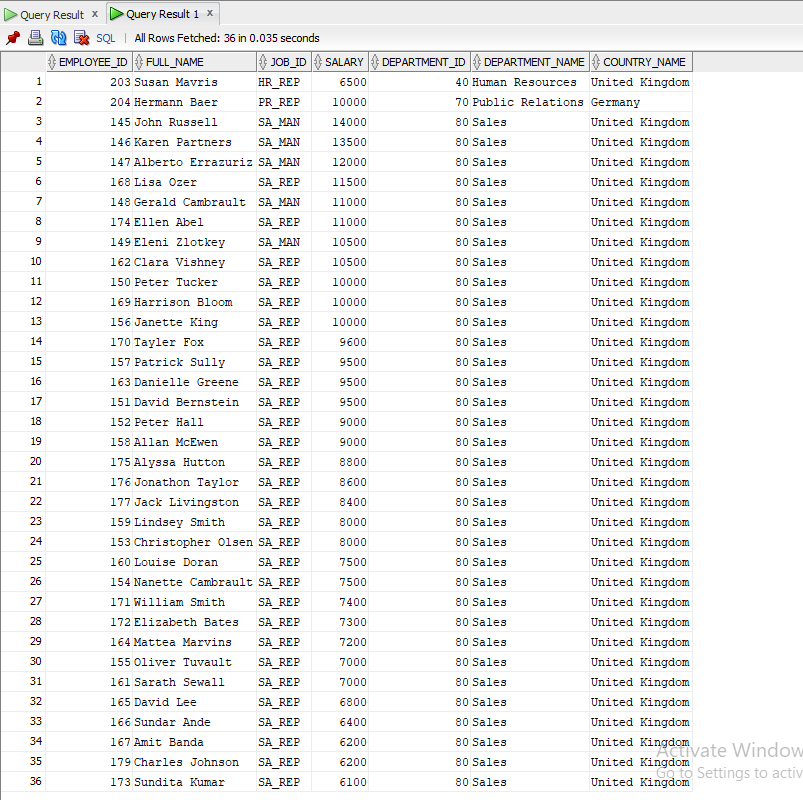 Query Result x Query Result 1 x
SQL | All Rows Fetched: 36 in 0.035 seconds
EMPLOYEE_ID FULL_NAME JOB_ID SALARY DEPARTMENT_ID DEPARTMENT_NAME COUNTRY_NAME
1 203 Susan Mavris HR_REP 6500 40 Human Resources United Kingdom
2 204 Hermann Baer PR_REP 10000 70 Public Relations Germany
3 145 John Russell SA_MAN 14000 80 Sales United Kingdom
4 146 Karen Partners SA_MAN 13500 80 Sales United Kingdom
5 147 Alberto Errazuriz SA_MAN 12000 80 Sales United Kingdom
6 168 Lisa Ozer SA_REP 11500 80 Sales United Kingdom
7 148 Gerald Cambrault SA_MAN 11000 80 Sales United Kingdom
8 174 Ellen Abel SA_REP 11000 80 Sales United Kingdom
9 149 Eleni Zlotkey SA_MAN 10500 80 Sales United Kingdom
10 162 Clara Vishney SA_REP 10500 80 Sales United Kingdom
11 150 Peter Tucker SA_REP 10000 80 Sales United Kingdom
12 169 Harrison Bloom SA_REP 10000 80 Sales United Kingdom
13 156 Janette King SA_REP 10000 80 Sales United Kingdom
14 170 Tayler Fox SA_REP 9600 80 Sales United Kingdom
15 157 Patrick Sully SA_REP 9500 80 Sales United Kingdom
16 163 Danielle Greene SA_REP 9500 80 Sales United Kingdom
17 151 David Bernstein SA_REP 9500 80 Sales United Kingdom
18 152 Peter Hall SA_REP 9000 80 Sales United Kingdom
19 158 Allan McEwen SA_REP 9000 80 Sales United Kingdom
20 175 Alyssa Hutton SA_REP 8800 80 Sales United Kingdom
21 176 Jonathon Taylor SA_REP 8600 80 Sales United Kingdom
22 177 Jack Livingston SA_REP 8400 80 Sales United Kingdom
23 159 Lindsey Smith SA_REP 8000 80 Sales United Kingdom
24 153 Christopher Olsen SA_REP 8000 80 Sales United Kingdom
25 160 Louise Doran SA_REP 7500 80 Sales United Kingdom
26 154 Nanette Cambrault SA_REP 7500 80 Sales United Kingdom
27 171 William Smith SA_REP 7400 80 Sales United Kingdom
28 172 Elizabeth Bates SA_REP 7300 80 Sales United Kingdom
29 164 Mattea Marvins SA_REP 7200 80 Sales United Kingdom
30 155 Oliver Tuvault SA_REP 7000 80 Sales United Kingdom
31 161 Sarath Sewall SA_REP 7000 80 Sales United Kingdom
32 165 David Lee SA_REP 6800 80 Sales United Kingdom
33 166 Sundar Ande SA_REP 6400 80 Sales United Kingdom
34 167 Amit Banda SA_REP 6200 80 Sales United Kingdom
35 179 Charles Johnson SA_REP 6200 80 Sales United Kingdom
36 173 Sundita Kumar SA_REP 6100 80 Sales United Kingdom
Activate Window
Go to Settings to activ